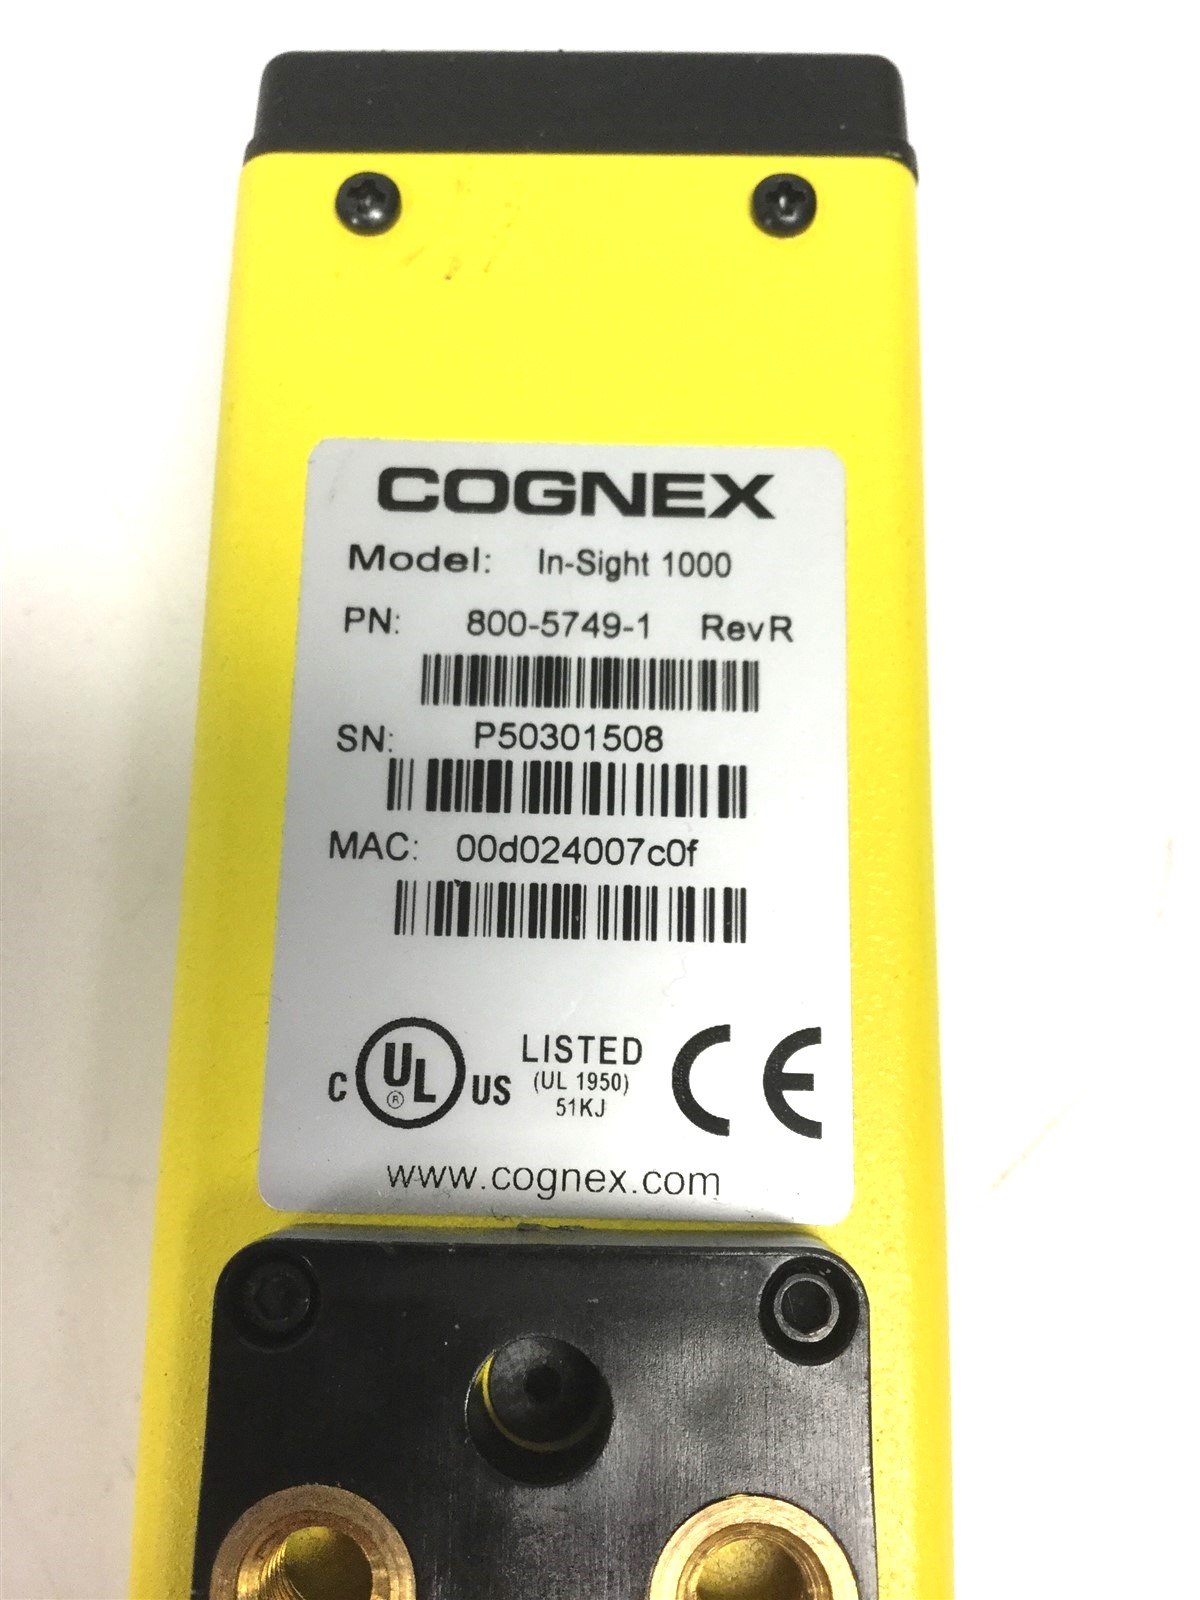 COGNEX
Model: In-Sight 1000
PN: 800-5749-1 RevR
SN: P50301508
MAC: 00d024007c0f
C UL ® US LISTED CE
(UL 1950)
51KJ
www.cognex.com